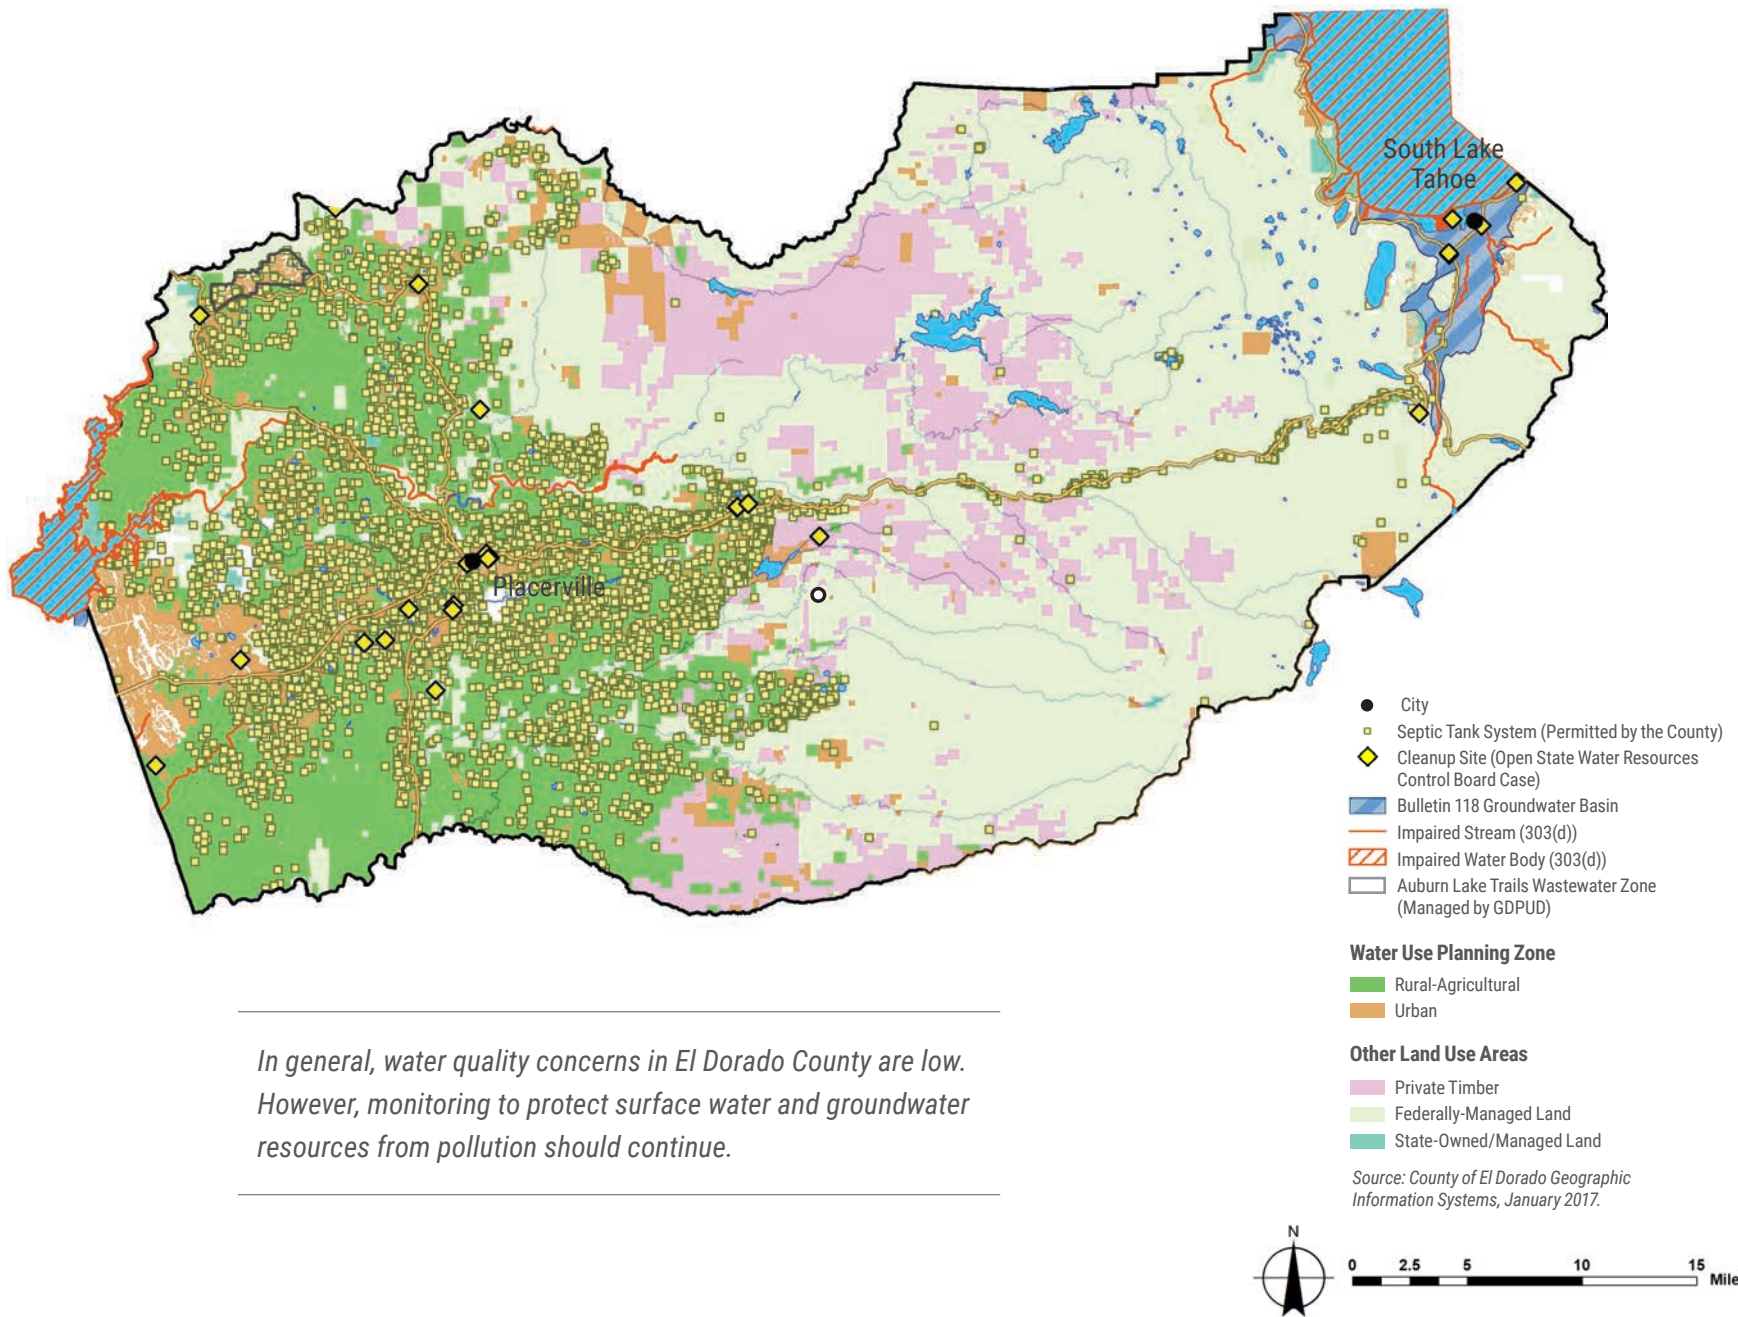 South Lake
Tahoe
Placerville
City
Septic Tank System (Permitted by the County)
Cleanup Site (Open State Water Resources
Control Board Case)
Bulletin 118 Groundwater Basin
Impaired Stream (303(d))
Impaired Water Body (303(d))
Auburn Lake Trails Wastewater Zone
(Managed by GDPUD)
Water Use Planning Zone
Rural-Agricultural
Urban
Other Land Use Areas
Private Timber
Federally-Managed Land
State-Owned/Managed Land
Source: County of El Dorado Geographic
Information Systems, January 2017.
In general, water quality concerns in El Dorado County are low.
However, monitoring to protect surface water and groundwater
resources from pollution should continue.
N
0 2.5 5 10 15
Mile